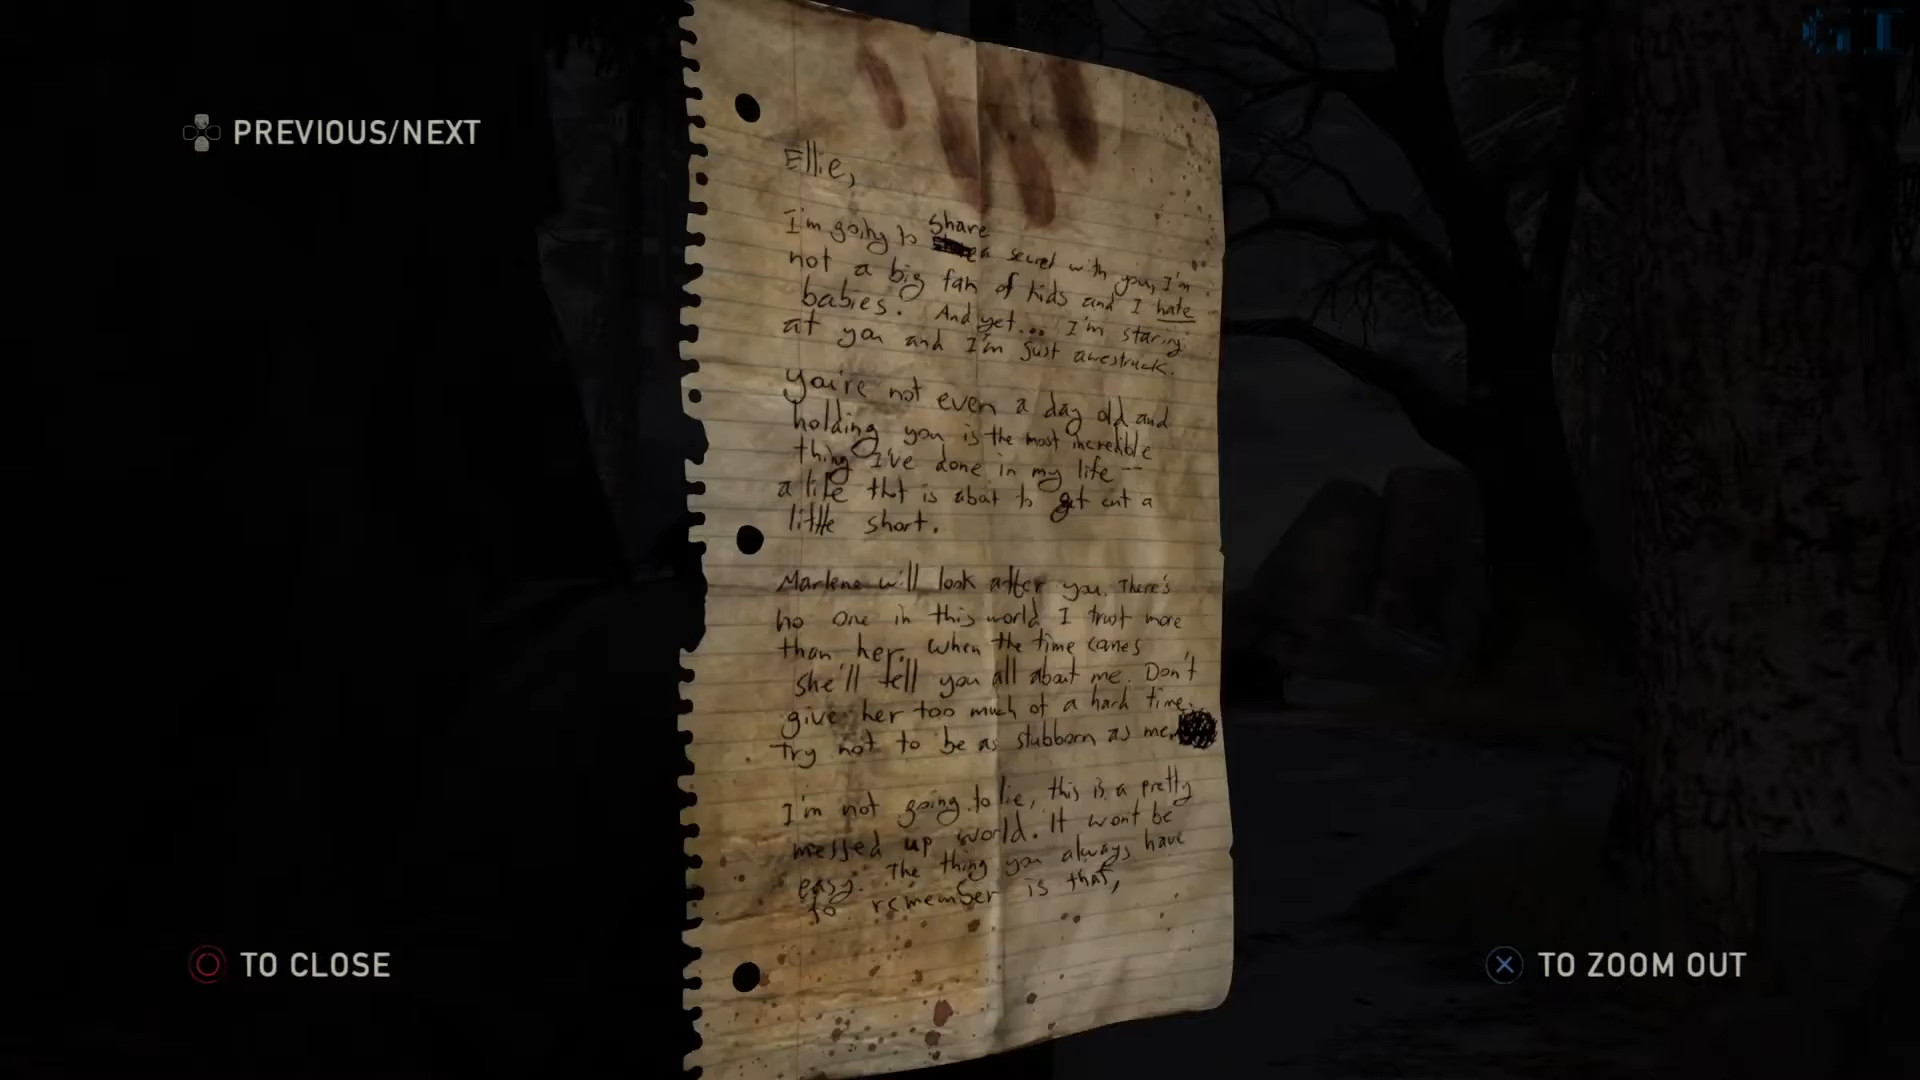 GI
PREVIOUS/NEXT
Ellie,
Share
I'm going to a secret with you, I'm
not a big fan of kids and I hate
babies. And yet... I'm staring
at you and I'm just awestruck.
You're not even a day old and
holding you is the most incredible
thing I've done in my life --
a life that is about to get cut a
little short.
Marlene will look after you. There's
no one in this world I trust more
than her. When the time comes
she'll tell you all about me. Don't
give her too much of a hard time.
Try not to be as stubborn as me.
I'm not going to lie, this is a pretty
messed up world. It wont be
easy. The thing you always have
to remember is that,
TO CLOSE
TO ZOOM OUT